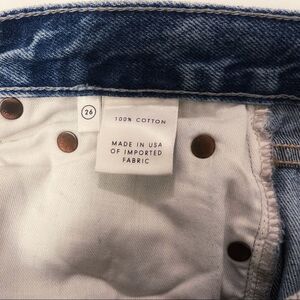 26
100% COTTON
MADE IN USA
OF IMPORTED
FABRIC